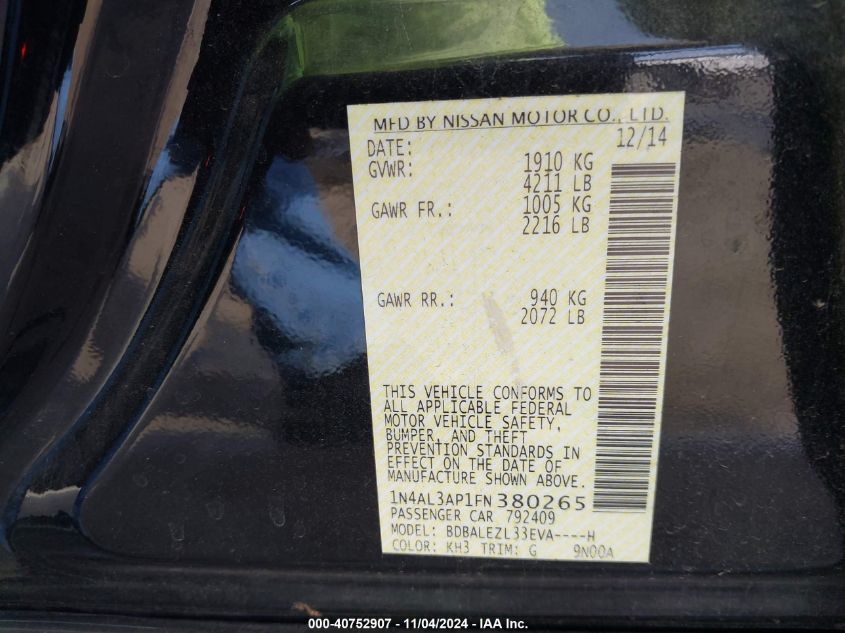 MFD BY NISSAN MOTOR CO., LTD.
DATE: 12/14
GVWR: 1910 KG
4211 LB
GAWR FR.: 1005 KG
2216 LB
GAWR RR.: 940 KG
2072 LB
THIS VEHICLE CONFORMS TO
ALL APPLICABLE FEDERAL
MOTOR VEHICLE SAFETY,
BUMPER, AND THEFT
PREVENTION STANDARDS IN
EFFECT ON THE DATE OF
MANUFACTURE SHOWN ABOVE.
1N4AL3AP1FN380265
PASSENGER CAR 792409
MODEL: BDBALEZL33EVA----H
COLOR: KH3 TRIM: G 9N00A
000-40752907 - 11/04/2024 - IAA Inc.